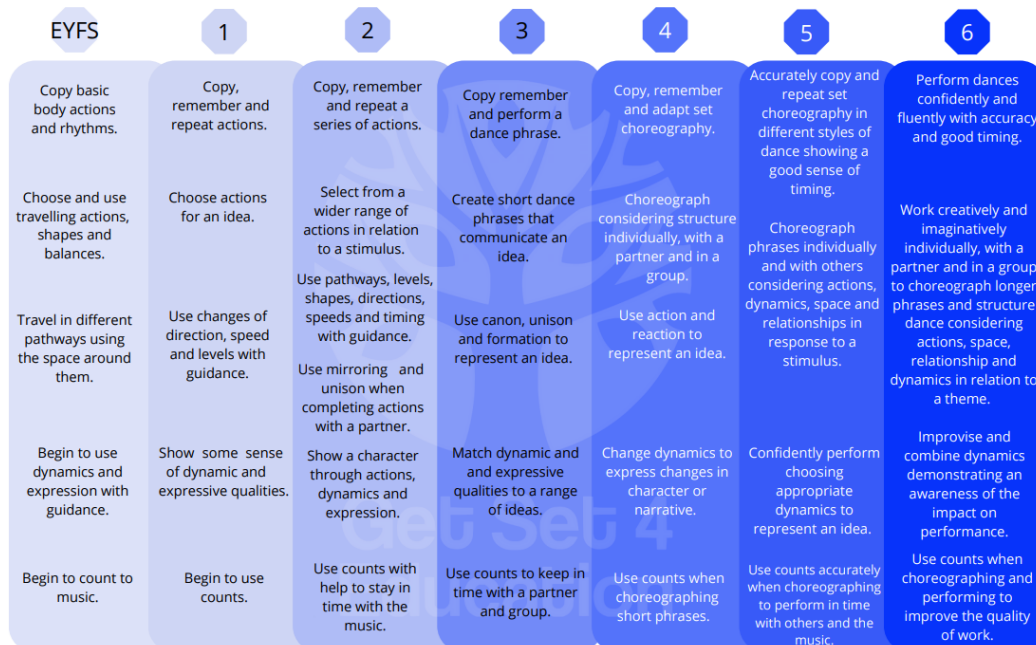 EYFS
1
2
3
4
5
6
Copy basic
body actions
and rhythms.
Choose and use
travelling actions,
shapes and
balances.
Travel in different
pathways using
the space around
them.
Begin to use
dynamics and
expression with
guidance.
Begin to count to
music.
Copy,
remember and
repeat actions.
Choose actions
for an idea.
Use changes of
direction, speed
and levels with
guidance.
Show some sense
of dynamic and
expressive qualities.
Begin to use
counts.
Copy, remember
and repeat a
series of actions.
Select from a
wider range of
actions in relation
to a stimulus.
Use pathways, levels,
shapes, directions,
speeds and timing
with guidance.
Use mirroring and
unison when
completing actions
with a partner.
Show a character
through actions,
dynamics and
expression.
Use counts with
help to stay in
time with the
music.
Copy remember
and perform a
dance phrase.
Create short dance
phrases that
communicate an
idea.
Use canon, unison
and formation to
represent an idea.
Match dynamic and
and expressive
qualities to a range
of ideas.
Use counts to keep in
time with a partner
and group.
Copy, remember
and adapt set
choreography.
Choreograph
considering structure
individually, with a
partner and in a
group.
Use action and
reaction to
represent an idea.
Change dynamics to
express changes in
character or
narrative.
Use counts when
choreographing
short phrases.
Accurately copy and
repeat set
choreography in
different styles of
dance showing a
good sense of
timing.
Choreograph
phrases individually
and with others
considering actions,
dynamics, space and
relationships in
response to a
stimulus.
Confidently perform
choosing
appropriate
dynamics to
represent an idea.
Use counts accurately
when choreographing
to perform in time
with others and the
music.
Perform dances
confidently and
fluently with accuracy
and good timing.
Work creatively and
imaginatively
individually, with a
partner and in a group
to choreograph longer
phrases and structure
dance considering
actions, space,
relationship and
dynamics in relation to
a theme.
Improvise and
combine dynamics
demonstrating an
awareness of the
impact on
performance.
Use counts when
choreographing and
performing to
improve the quality
of work.
Get Set 4
Education